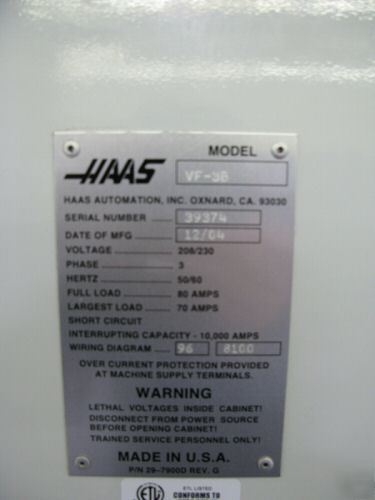 MODEL
HAAS VF-3B
HAAS AUTOMATION, INC. OXNARD, CA. 93030
SERIAL NUMBER 39374
DATE OF MFG 12/04
VOLTAGE 208/230
PHASE 3
HERTZ 50/60
FULL LOAD 80 AMPS
LARGEST LOAD 70 AMPS
SHORT CIRCUIT
INTERRUPTING CAPACITY - 10,000 AMPS
WIRING DIAGRAM 96 8100
OVER CURRENT PROTECTION PROVIDED
AT MACHINE SUPPLY TERMINALS.
WARNING
LETHAL VOLTAGES INSIDE CABINET!
DISCONNECT FROM POWER SOURCE
BEFORE OPENING CABINET!
TRAINED SERVICE PERSONNEL ONLY!
MADE IN U.S.A.
P/N 29-7900D REV. G
ETL LISTED
CONFORMS TO
ETL